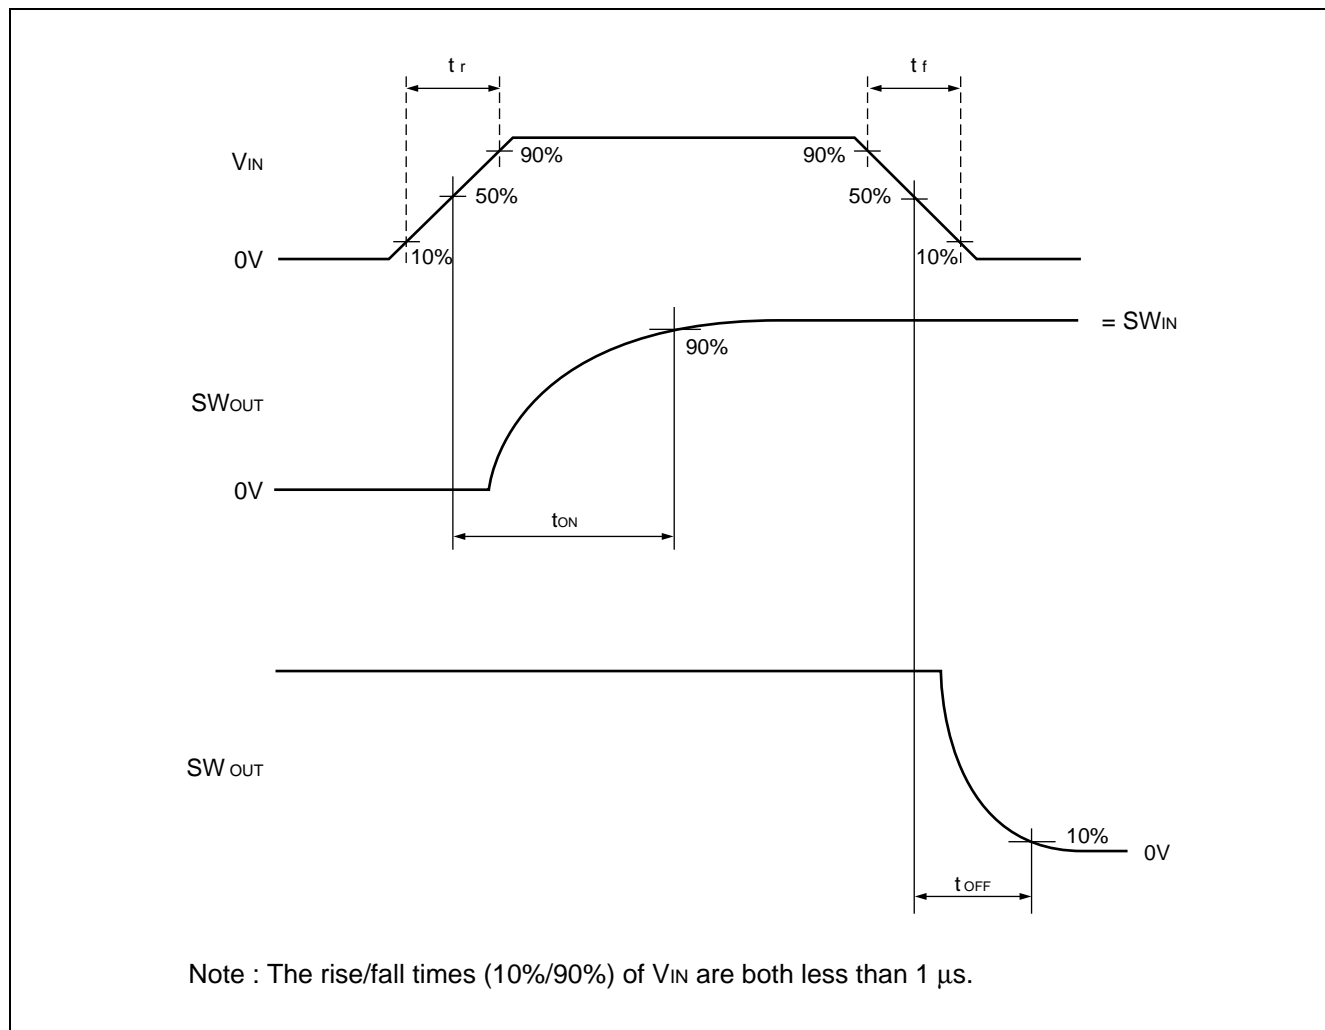 t r
t f
VIN
90%
90%
50%
50%
10%
10%
0V
= SWIN
90%
SWOUT
0V
tON
SW OUT
10%
0V
t OFF
Note : The rise/fall times (10%/90%) of VIN are both less than 1 μs.